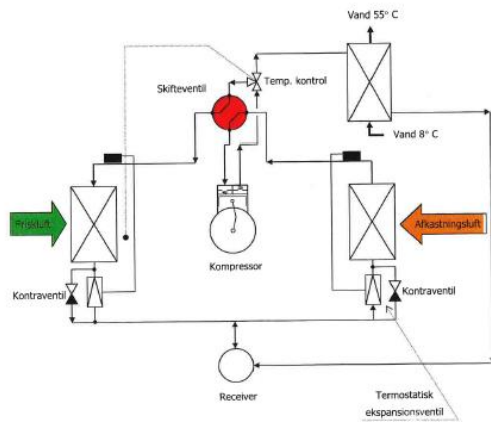 Vand 55° C
Temp. kontrol
Skifteventil
Vand 8° C
Friskluft
Afkastningsluft
Kompressor
Kontraventil
Kontraventil
Receiver
Termostatisk
ekspansionsventil